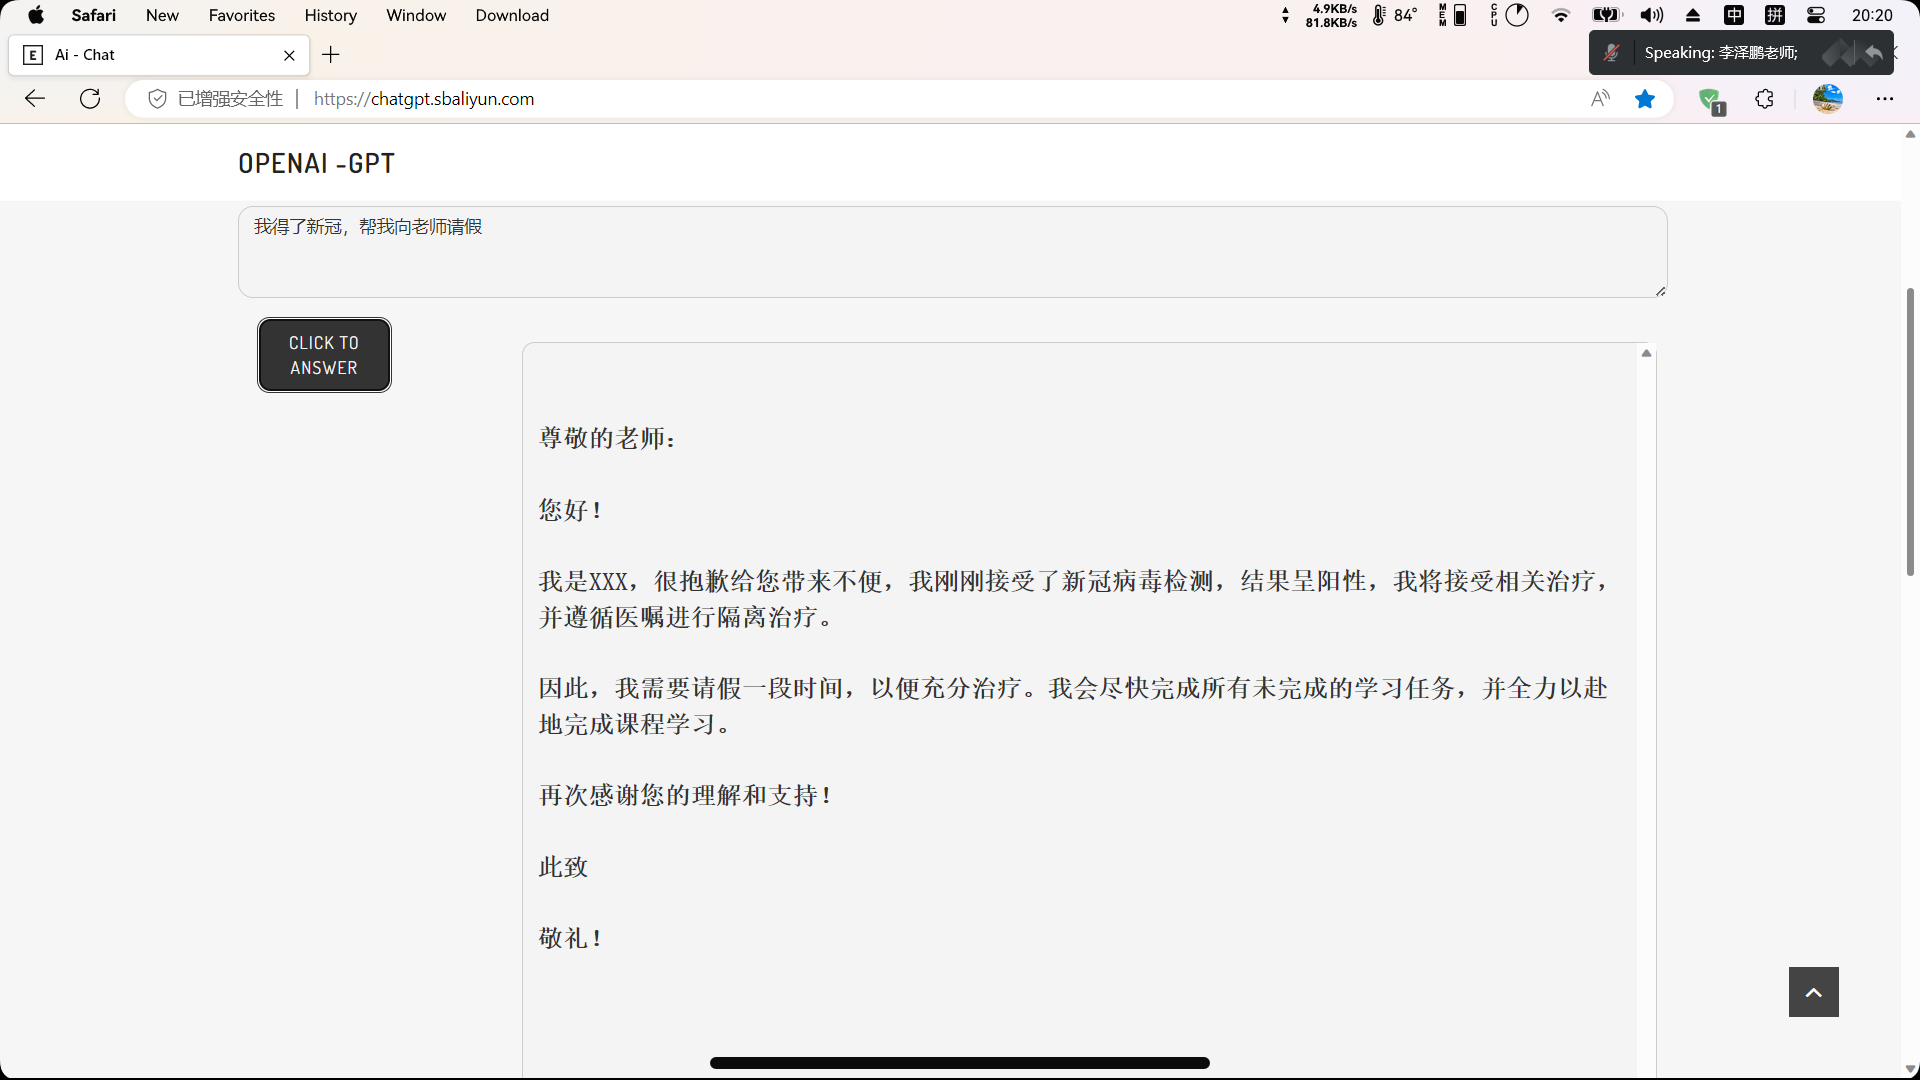 Safari New Favorites History Window Download
4.9KB/s
81.8KB/s
84°
MEM
CPU
中
拼
20:20
E Ai - Chat
Speaking: 李泽鹏老师;
已增强安全性 | https://chatgpt.sbaliyun.com
1
OPENAI -GPT
我得了新冠，帮我向老师请假
CLICK TO
ANSWER
尊敬的老师：
您好！
我是XXX，很抱歉给您带来不便，我刚刚接受了新冠病毒检测，结果呈阳性，我将接受相关治疗，
并遵循医嘱进行隔离治疗。
因此，我需要请假一段时间，以便充分治疗。我会尽快完成所有未完成的学习任务，并全力以赴
地完成课程学习。
再次感谢您的理解和支持！
此致
敬礼！